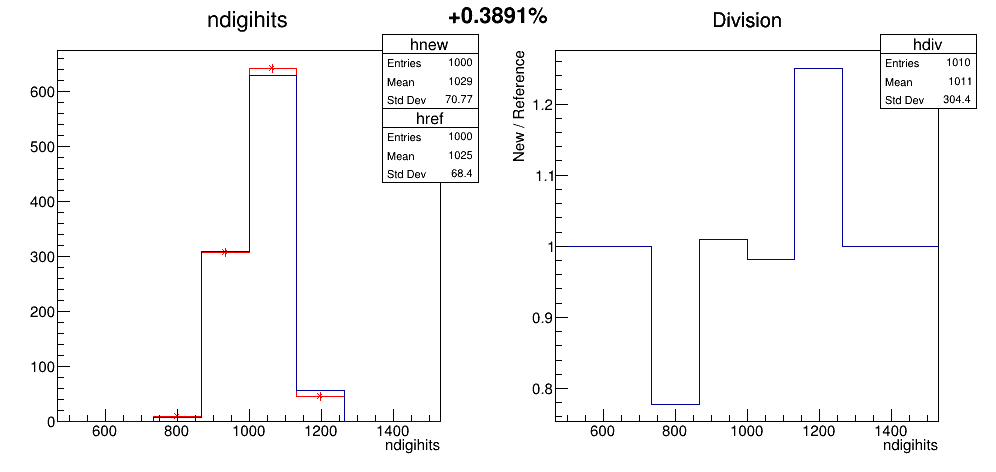 +0.3891%
ndigihits
hnew
Entries 1000
Mean 1029
Std Dev 70.77
href
Entries 1000
Mean 1025
Std Dev 68.4
600
500
400
300
200
100
0
600 800 1000 1200 1400
ndigihits
Division
hdiv
Entries 1010
Mean 1011
Std Dev 304.4
New / Reference
1.2
1.1
1
0.9
0.8
600 800 1000 1200 1400
ndigihits